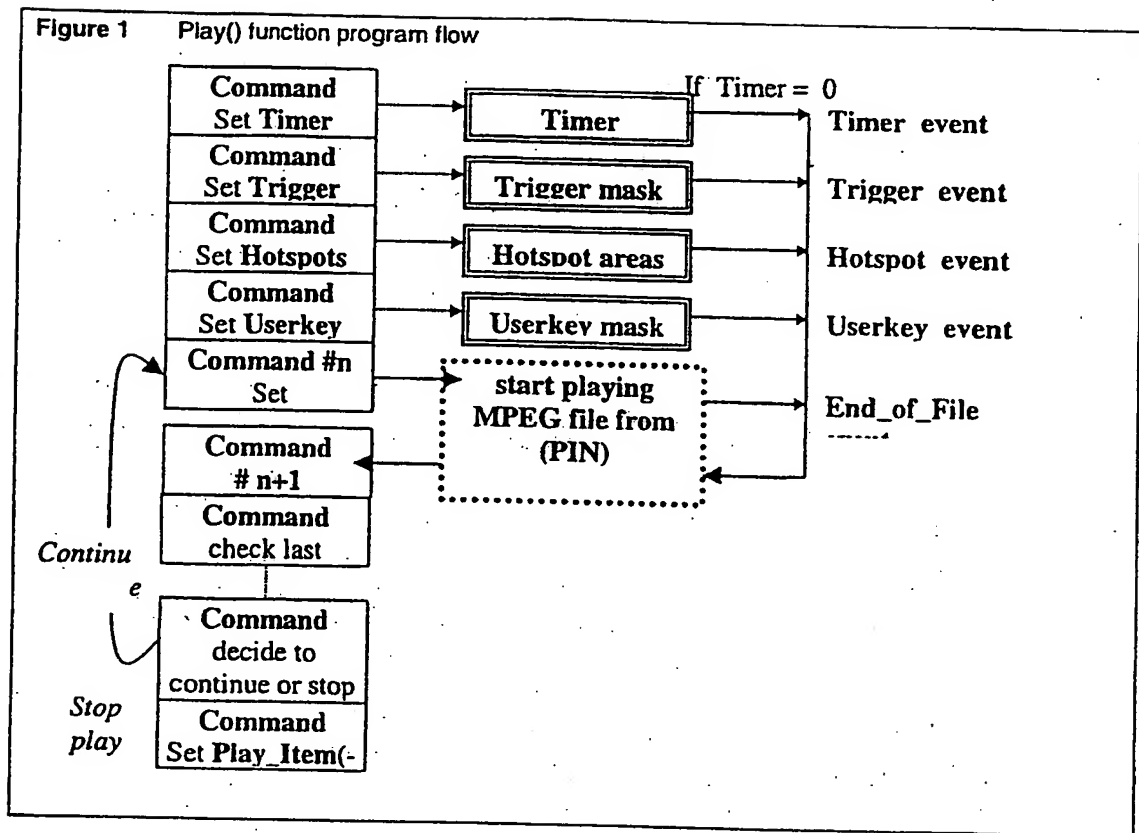 Figure 1 Play() function program flow
Command
Set Timer
Command
Set Trigger
Command
Set Hotspots
Command
Set Userkey
Command #n
Set
Timer
Trigger mask
Hotspot areas
Userkey mask
start playing
MPEG file from
(PIN)
If Timer = 0
Timer event
Trigger event
Hotspot event
Userkey event
End_of_File
Command
# n+1
Command
check last
Command
decide to
continue or stop
Command
Set Play_Item(-
Continu
e
Stop
play